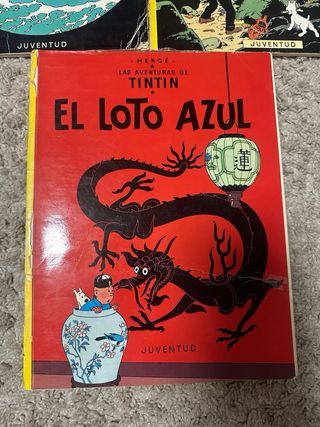 JUVENTUD
JUVENTUD
· HERGÉ ·
LAS AVENTURAS DE
TINTIN
EL LOTO AZUL
蓮
JUVENTUD